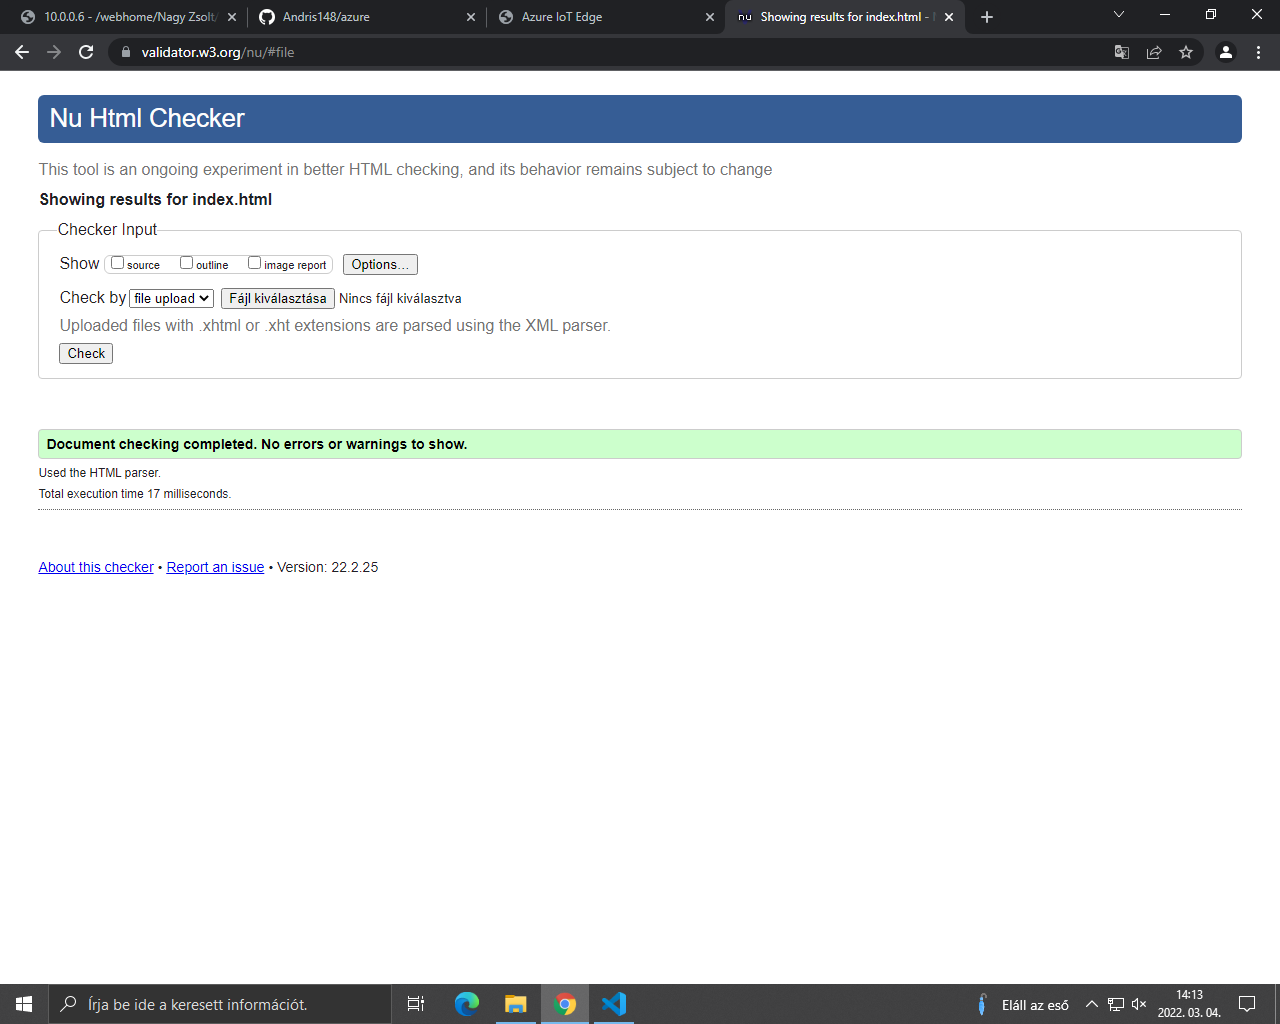 10.0.0.6 - /webhome/Nagy Zsolt/
Andris148/azure
Azure IoT Edge
nu Showing results for index.html -
validator.w3.org/nu/#file
Nu Html Checker
This tool is an ongoing experiment in better HTML checking, and its behavior remains subject to change
Showing results for index.html
Checker Input
Show source outline image report Options...
Check by file upload Fájl kiválasztása Nincs fájl kiválasztva
Uploaded files with .xhtml or .xht extensions are parsed using the XML parser.
Check
Document checking completed. No errors or warnings to show.
Used the HTML parser.
Total execution time 17 milliseconds.
About this checker • Report an issue • Version: 22.2.25
Írja be ide a keresett információt.
Eláll az eső
14:13
2022. 03. 04.